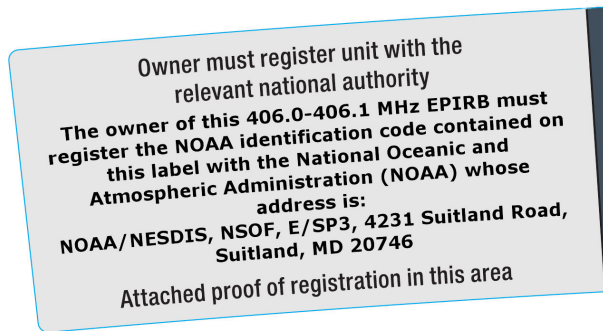 Owner must register unit with the
relevant national authority
The owner of this 406.0-406.1 MHz EPIRB must
register the NOAA identification code contained on
this label with the National Oceanic and
Atmospheric Administration (NOAA) whose
address is:
NOAA/NESDIS, NSOF, E/SP3, 4231 Suitland Road,
Suitland, MD 20746
Attached proof of registration in this area